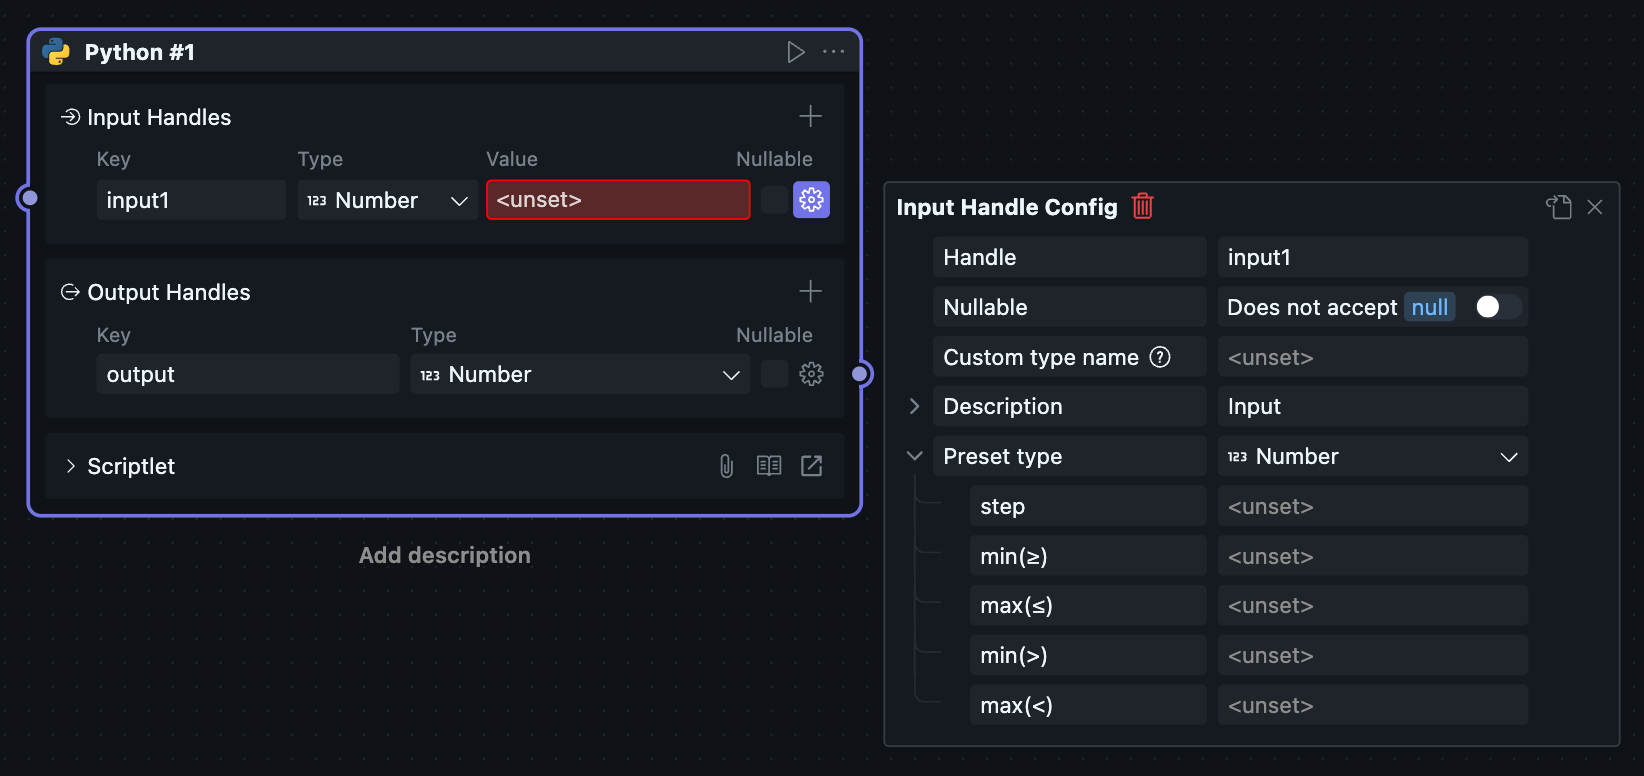 Python #1
Input Handles
Key Type Value Nullable
input1 123 Number <unset>
Output Handles
Key Type Nullable
output 123 Number
Scriptlet
Add description
Input Handle Config
Handle input1
Nullable Does not accept null
Custom type name ? <unset>
Description Input
Preset type 123 Number
step <unset>
min(≥) <unset>
max(≤) <unset>
min(>) <unset>
max(<) <unset>